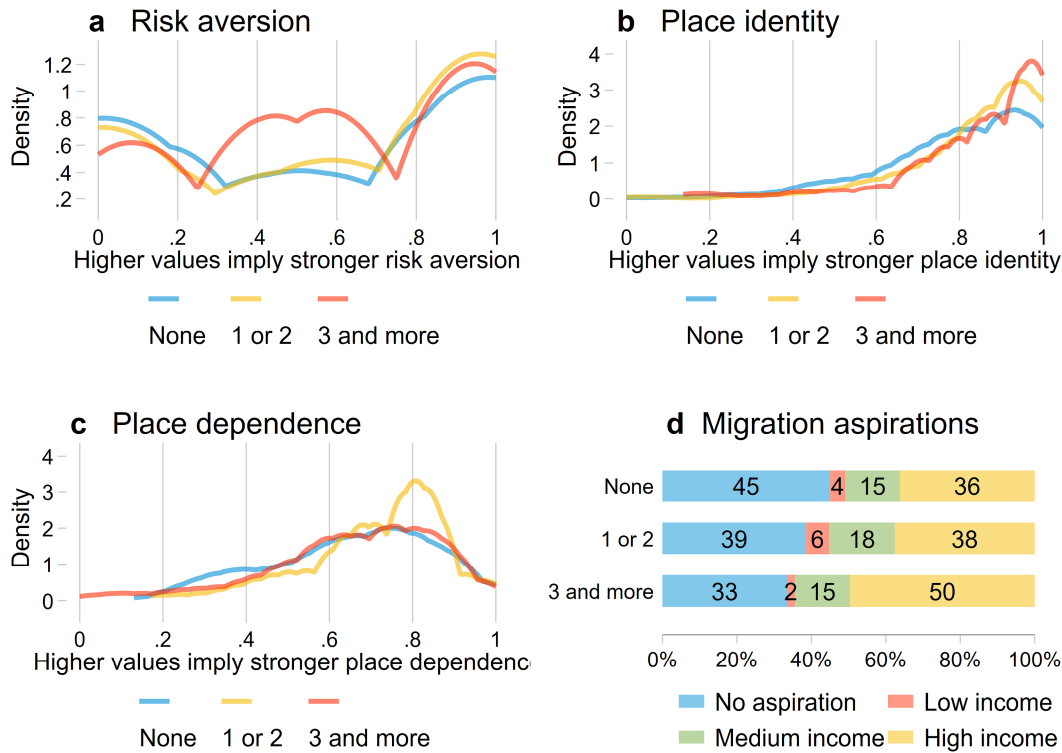 a Risk aversion
Density
1.2
1
.8
.6
.4
.2
0 .2 .4 .6 .8 1
Higher values imply stronger risk aversion
None 1 or 2 3 and more
b Place identity
Density
4
3
2
1
0
0 .2 .4 .6 .8 1
Higher values imply stronger place identity
None 1 or 2 3 and more
c Place dependence
Density
4
3
2
1
0
0 .2 .4 .6 .8 1
Higher values imply stronger place dependence
None 1 or 2 3 and more
d Migration aspirations
None 45 4 15 36
1 or 2 39 6 18 38
3 and more 33 2 15 50
0% 20% 40% 60% 80% 100%
No aspiration Low income
Medium income High income